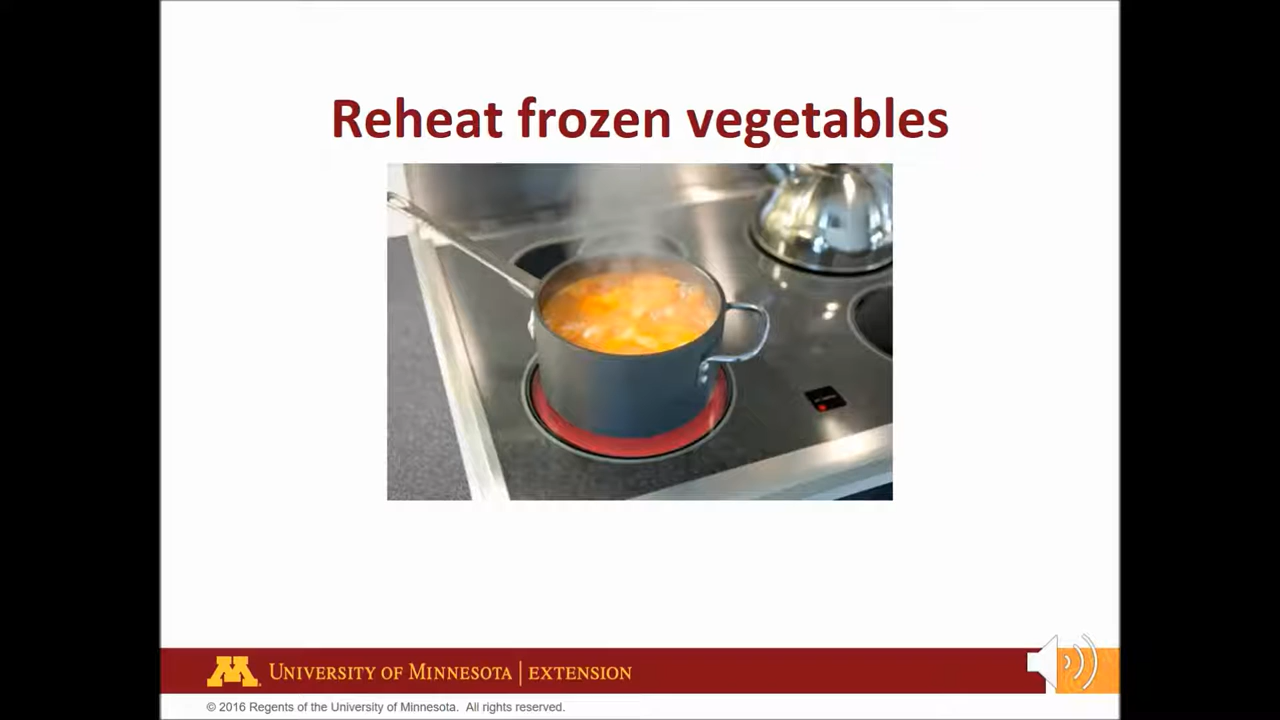 Reheat frozen vegetables
M
UNIVERSITY OF MINNESOTA | EXTENSION
© 2016 Regents of the University of Minnesota. All rights reserved.